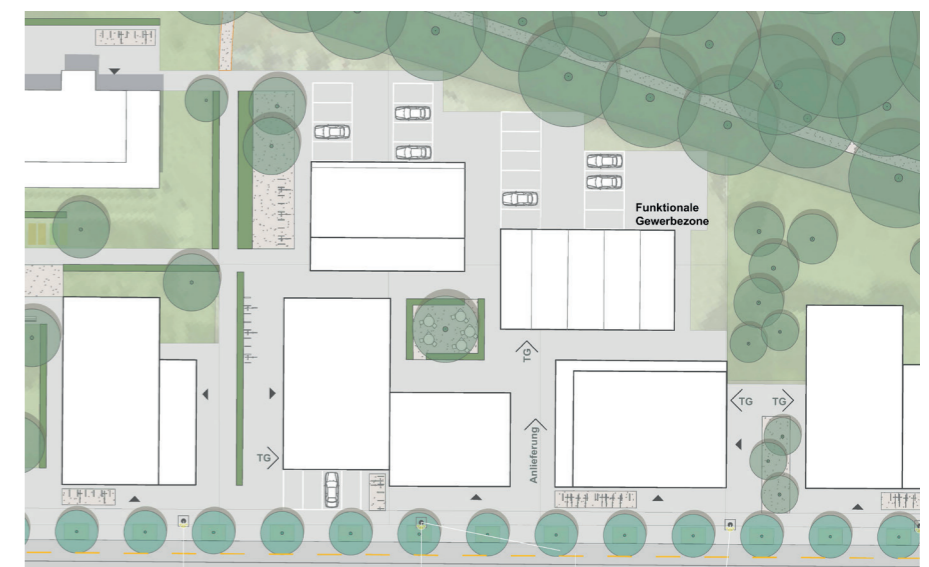 Funktionale
Gewerbezone
TG
TG
TG
TG
Anlieferung